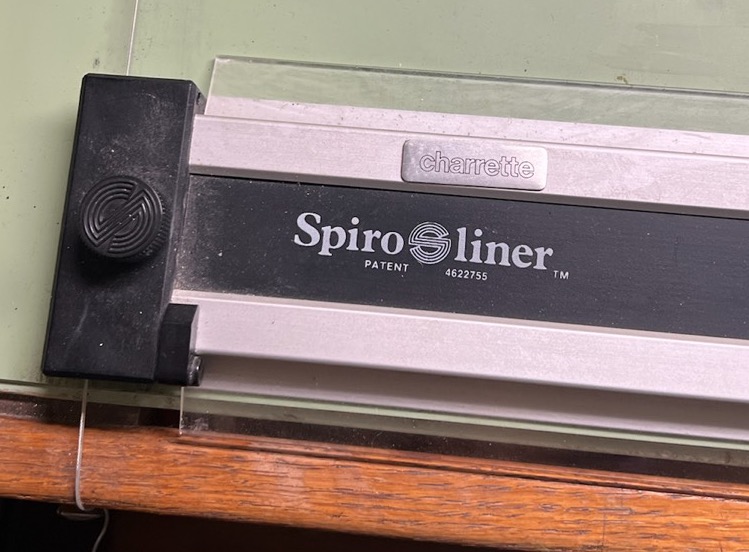 charrette
Spiro liner
PATENT 4622755 TM